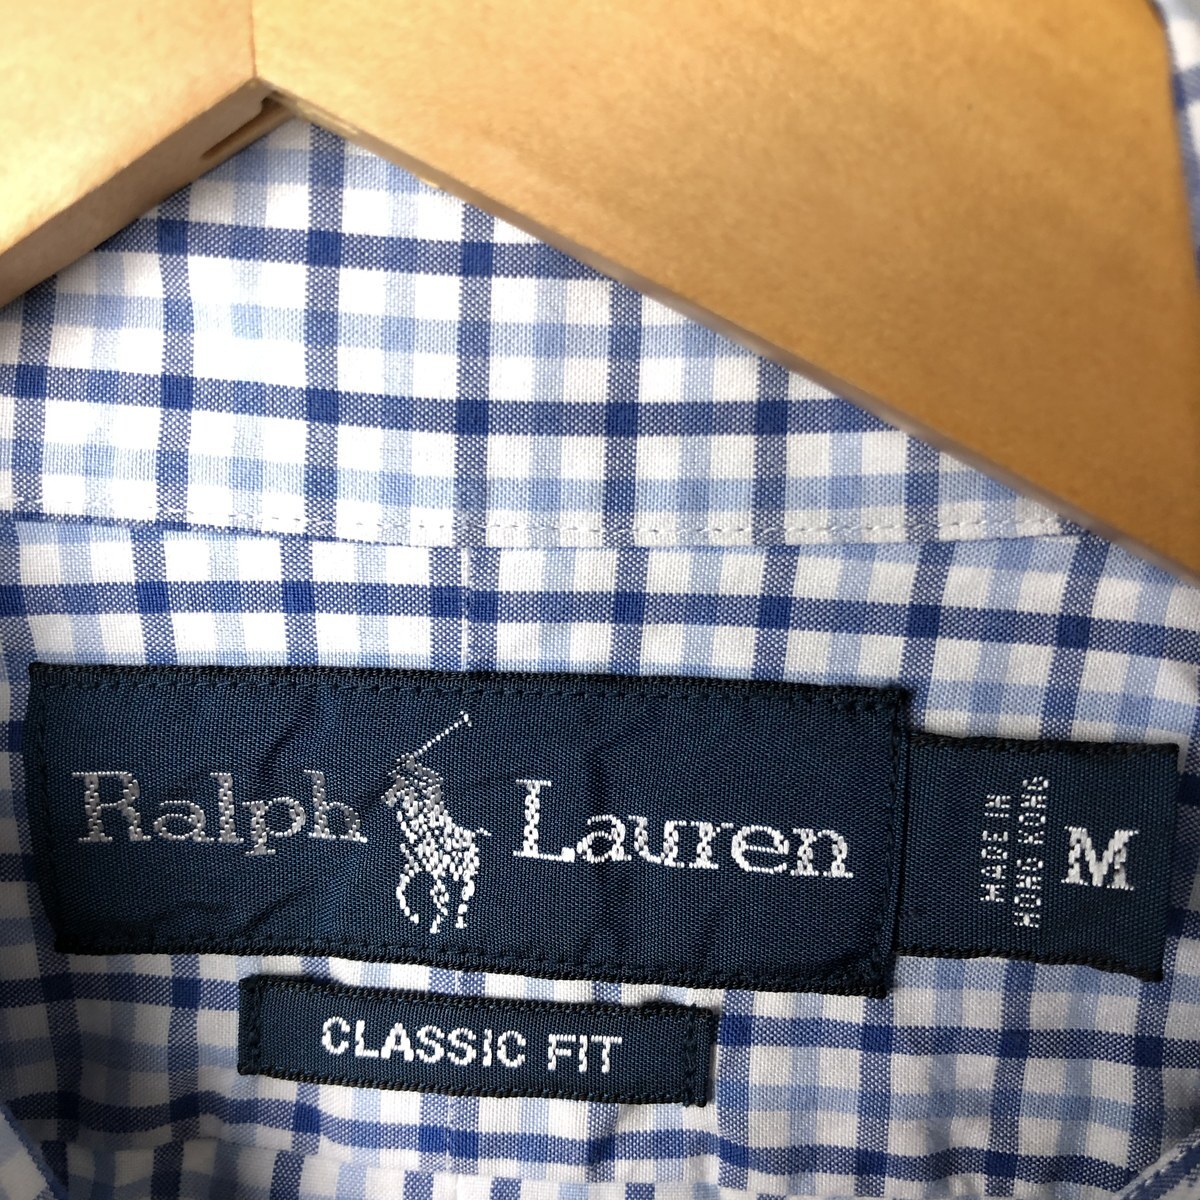 Ralph Lauren
MADE IN
HONG KONG
M
CLASSIC FIT